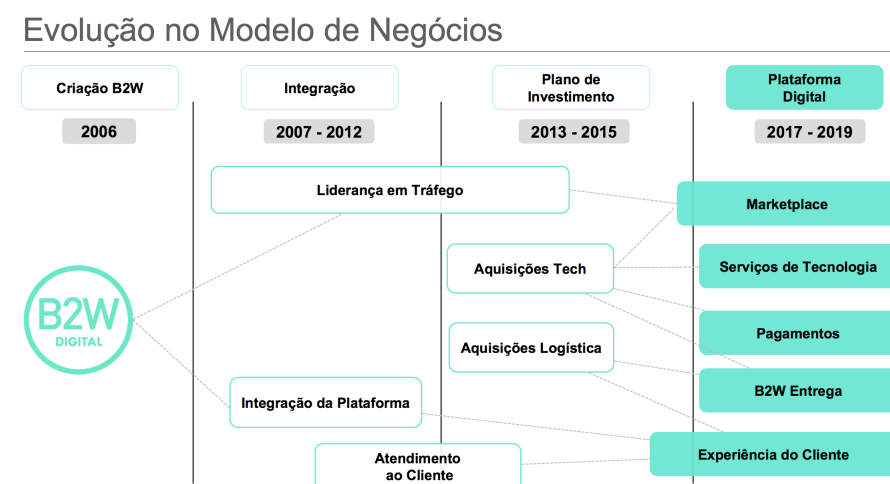 Evolução no Modelo de Negócios
Criação B2W
Integração
Plano de
Investimento
Plataforma
Digital
2006
2007 - 2012
2013 - 2015
2017 - 2019
Liderança em Tráfego
Marketplace
Aquisições Tech
Serviços de Tecnologia
B2W
DIGITAL
Pagamentos
Aquisições Logística
B2W Entrega
Integração da Plataforma
Experiência do Cliente
Atendimento
ao Cliente